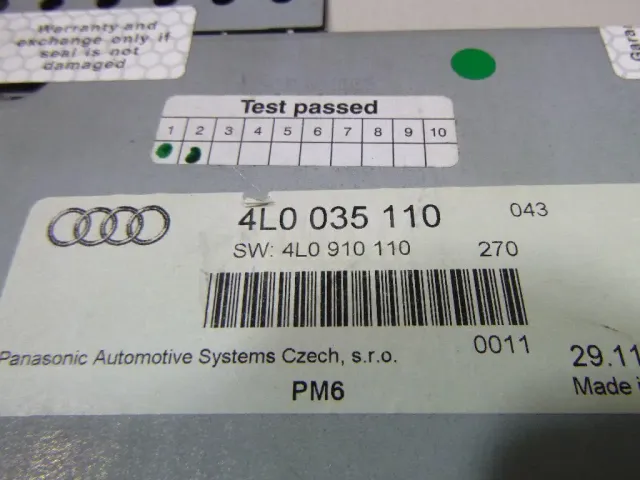 Warranty and
exchange only if
seal is not
damaged
Test passed
1 2 3 4 5 6 7 8 9 10
4L0 035 110 043
SW: 4L0 910 110 270
Panasonic Automotive Systems Czech, s.r.o. 0011
29.11
PM6 Made